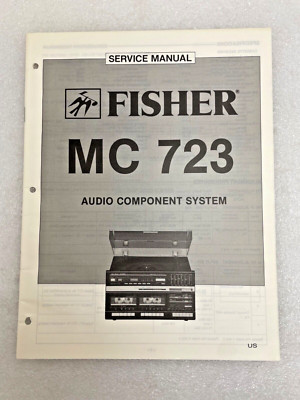 SERVICE MANUAL
FISHER®
MC 723
AUDIO COMPONENT SYSTEM
US